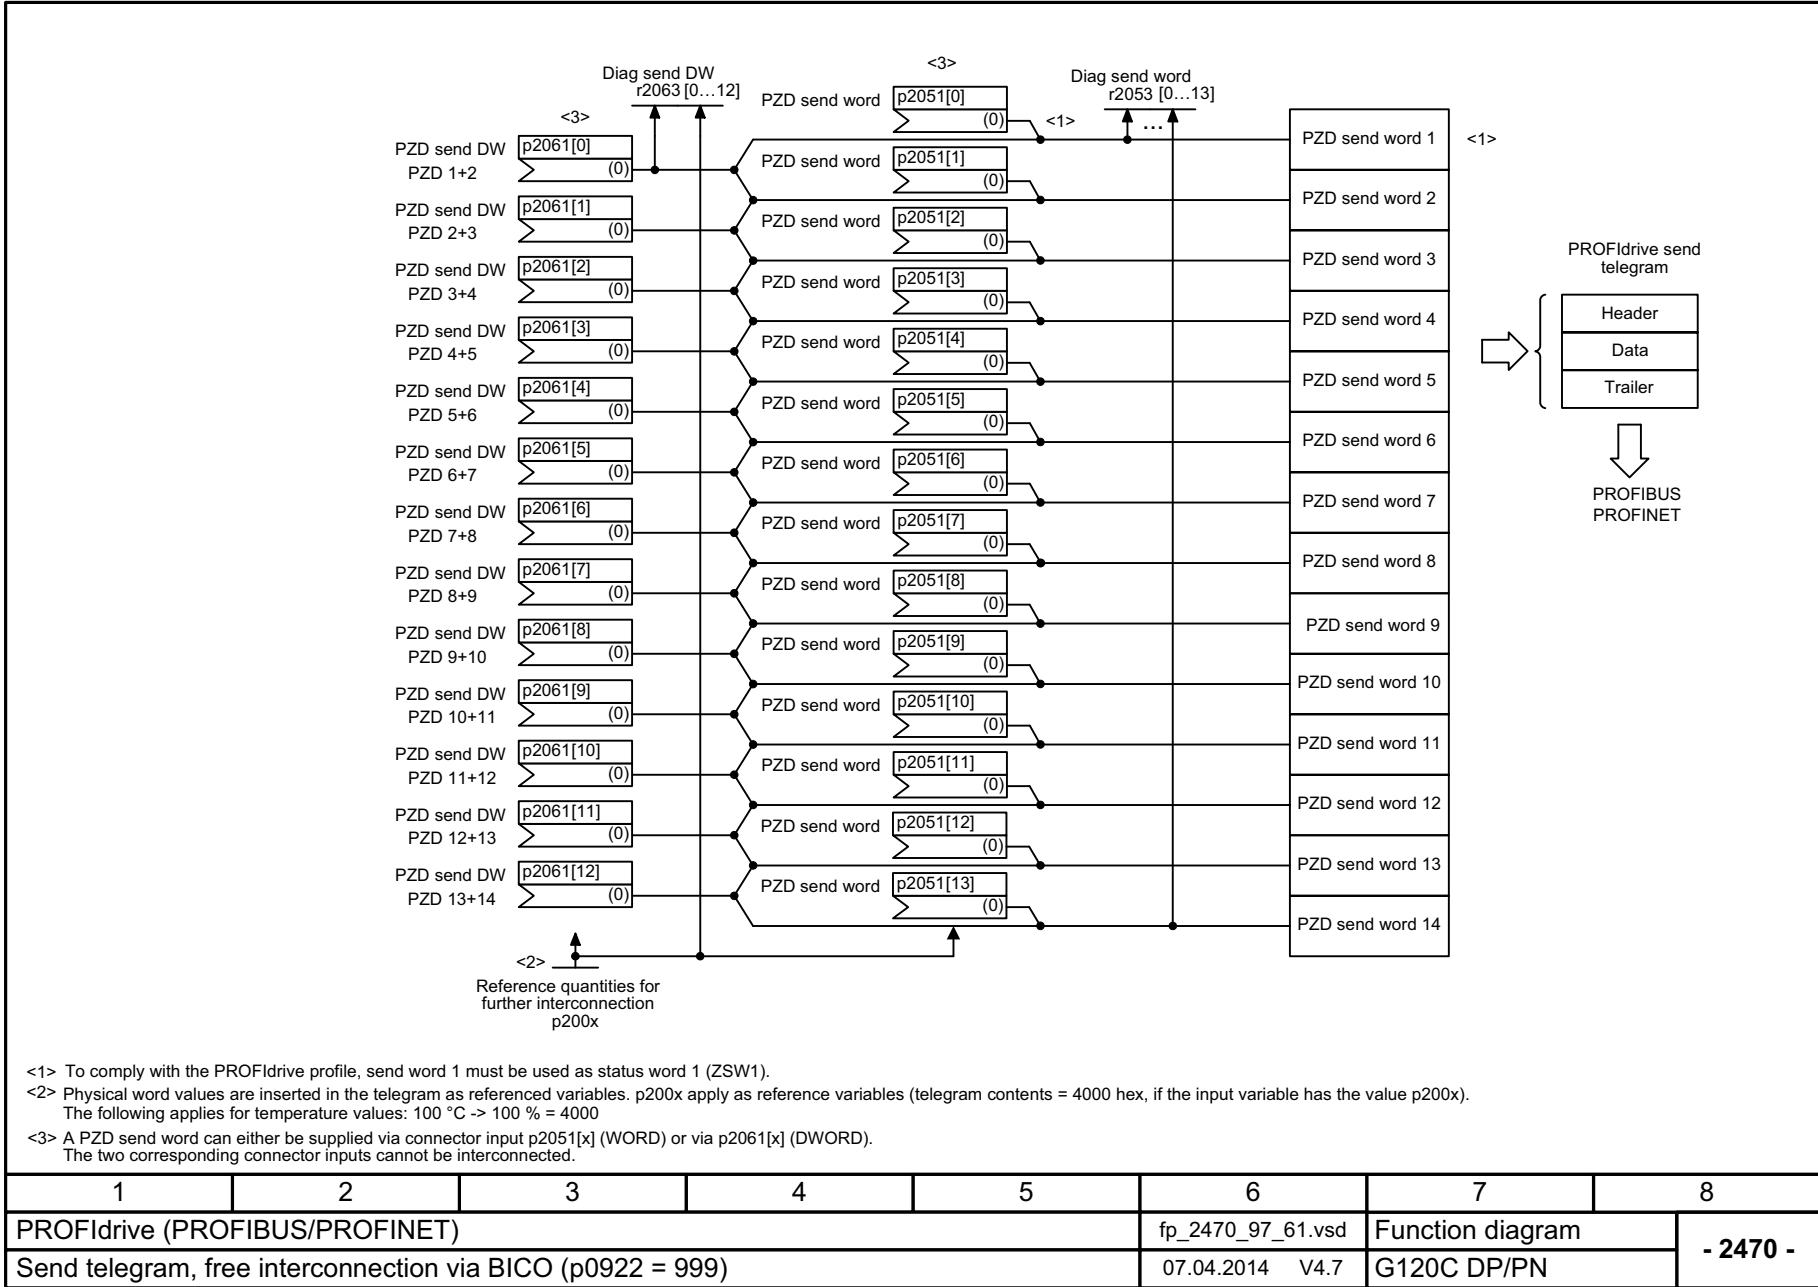 Diag send DW
r2063 [0…12]
<3>
Diag send word
r2053 [0…13]
<3>
PZD send word p2051[0]
(0)
<1>
...
PZD send word 1
<1>
PZD send DW p2061[0]
PZD 1+2 (0)
PZD send word p2051[1]
(0)
PZD send word 2
PZD send DW p2061[1]
PZD 2+3 (0)
PZD send word p2051[2]
(0)
PZD send word 3
PZD send DW p2061[2]
PZD 3+4 (0)
PZD send word p2051[3]
(0)
PZD send word 4
PZD send DW p2061[3]
PZD 4+5 (0)
PZD send word p2051[4]
(0)
PZD send word 5
PZD send DW p2061[4]
PZD 5+6 (0)
PZD send word p2051[5]
(0)
PZD send word 6
PZD send DW p2061[5]
PZD 6+7 (0)
PZD send word p2051[6]
(0)
PZD send word 7
PZD send DW p2061[6]
PZD 7+8 (0)
PZD send word p2051[7]
(0)
PZD send word 8
PZD send DW p2061[7]
PZD 8+9 (0)
PZD send word p2051[8]
(0)
PZD send word 9
PZD send DW p2061[8]
PZD 9+10 (0)
PZD send word p2051[9]
(0)
PZD send word 10
PZD send DW p2061[9]
PZD 10+11 (0)
PZD send word p2051[10]
(0)
PZD send word 11
PZD send DW p2061[10]
PZD 11+12 (0)
PZD send word p2051[11]
(0)
PZD send word 12
PZD send DW p2061[11]
PZD 12+13 (0)
PZD send word p2051[12]
(0)
PZD send word 13
PZD send DW p2061[12]
PZD 13+14 (0)
PZD send word p2051[13]
(0)
PZD send word 14
PROFIdrive send
telegram
Header
Data
Trailer
PROFIBUS
PROFINET
<2>
Reference quantities for
further interconnection
p200x
<1> To comply with the PROFIdrive profile, send word 1 must be used as status word 1 (ZSW1).
<2> Physical word values are inserted in the telegram as referenced variables. p200x apply as reference variables (telegram contents = 4000 hex, if the input variable has the value p200x).
The following applies for temperature values: 100 °C -> 100 % = 4000
<3> A PZD send word can either be supplied via connector input p2051[x] (WORD) or via p2061[x] (DWORD).
The two corresponding connector inputs cannot be interconnected.
1 2 3 4 5 6 7 8
PROFIdrive (PROFIBUS/PROFINET) fp_2470_97_61.vsd Function diagram
- 2470 -
Send telegram, free interconnection via BICO (p0922 = 999) 07.04.2014 V4.7 G120C DP/PN